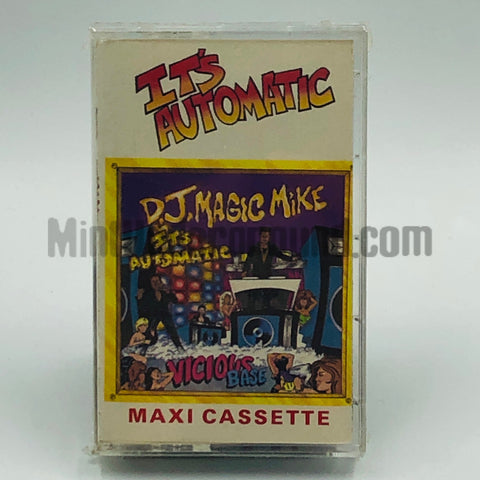 IT'S
AUTOMATIC
D.J. MAGIC MIKE
IT'S
AUTOMATIC
VICIOUS
BASE
MAXI CASSETTE